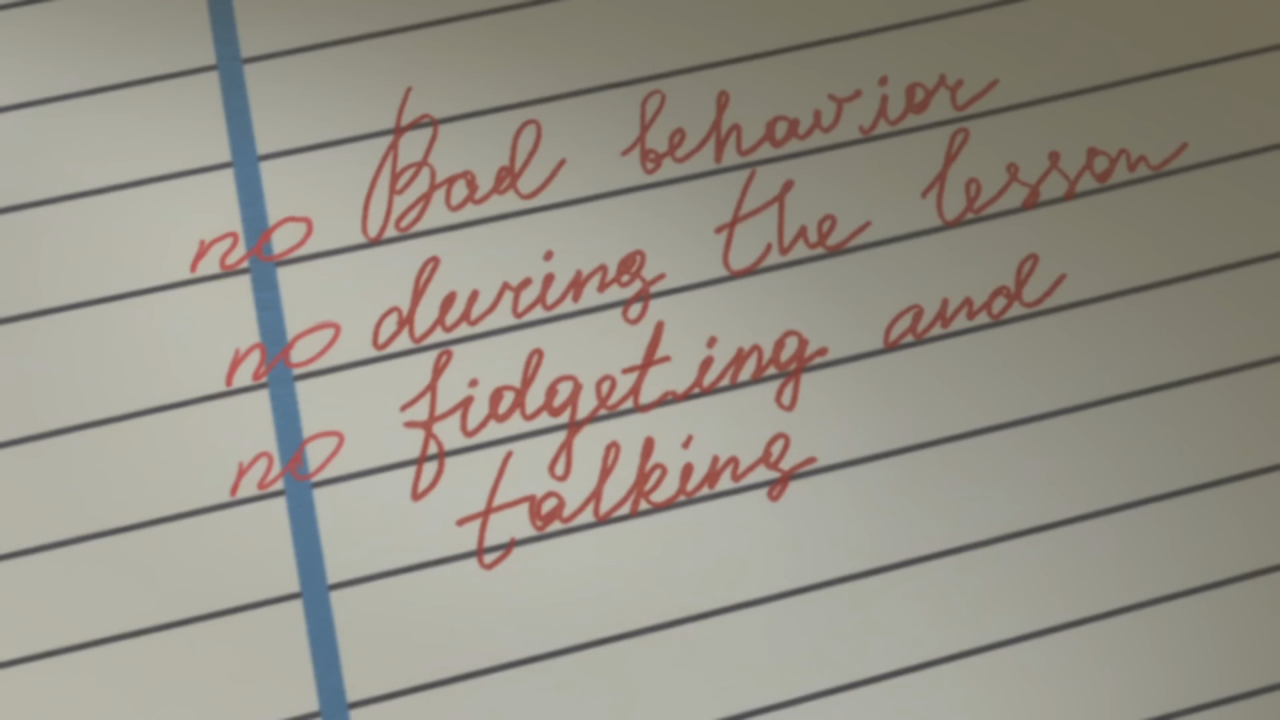 no Bad behavior
no during the lesson
no fidgeting and
talking